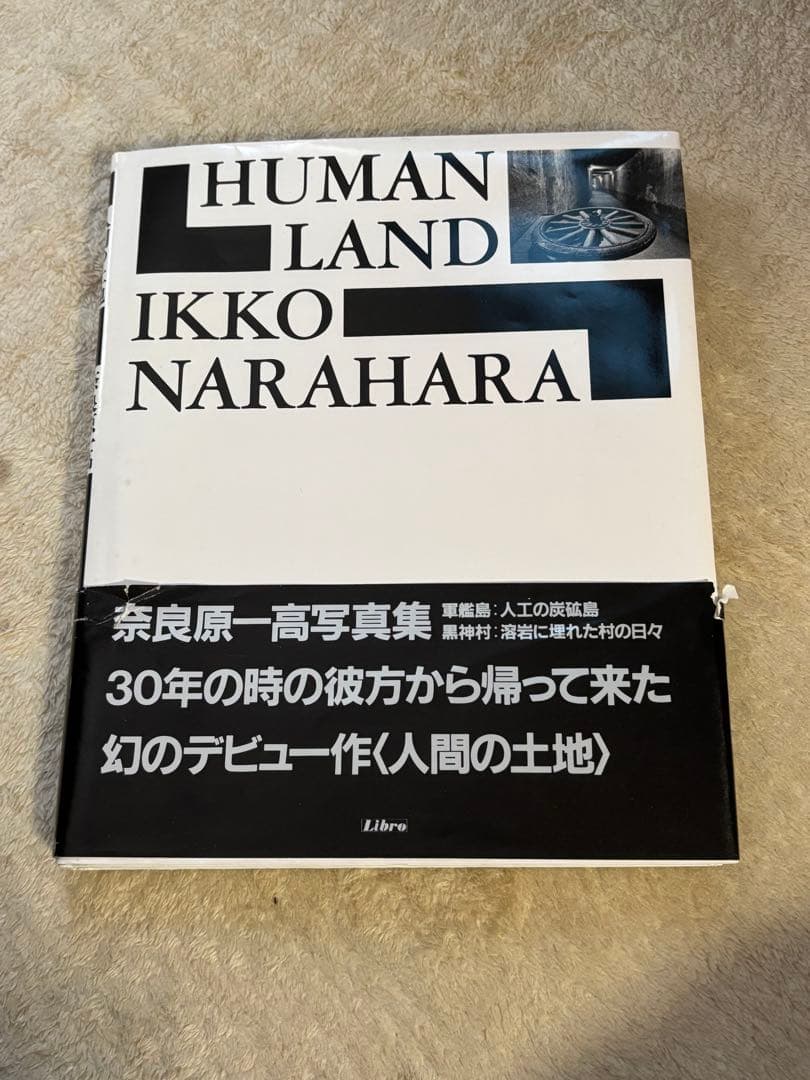 HUMAN
LAND
IKKO
NARAHARA
奈良原一高写真集
軍艦島：人工の炭砿島
黒神村：溶岩に埋れた村の日々
30年の時の彼方から帰って来た
幻のデビュー作〈人間の土地〉
Libro